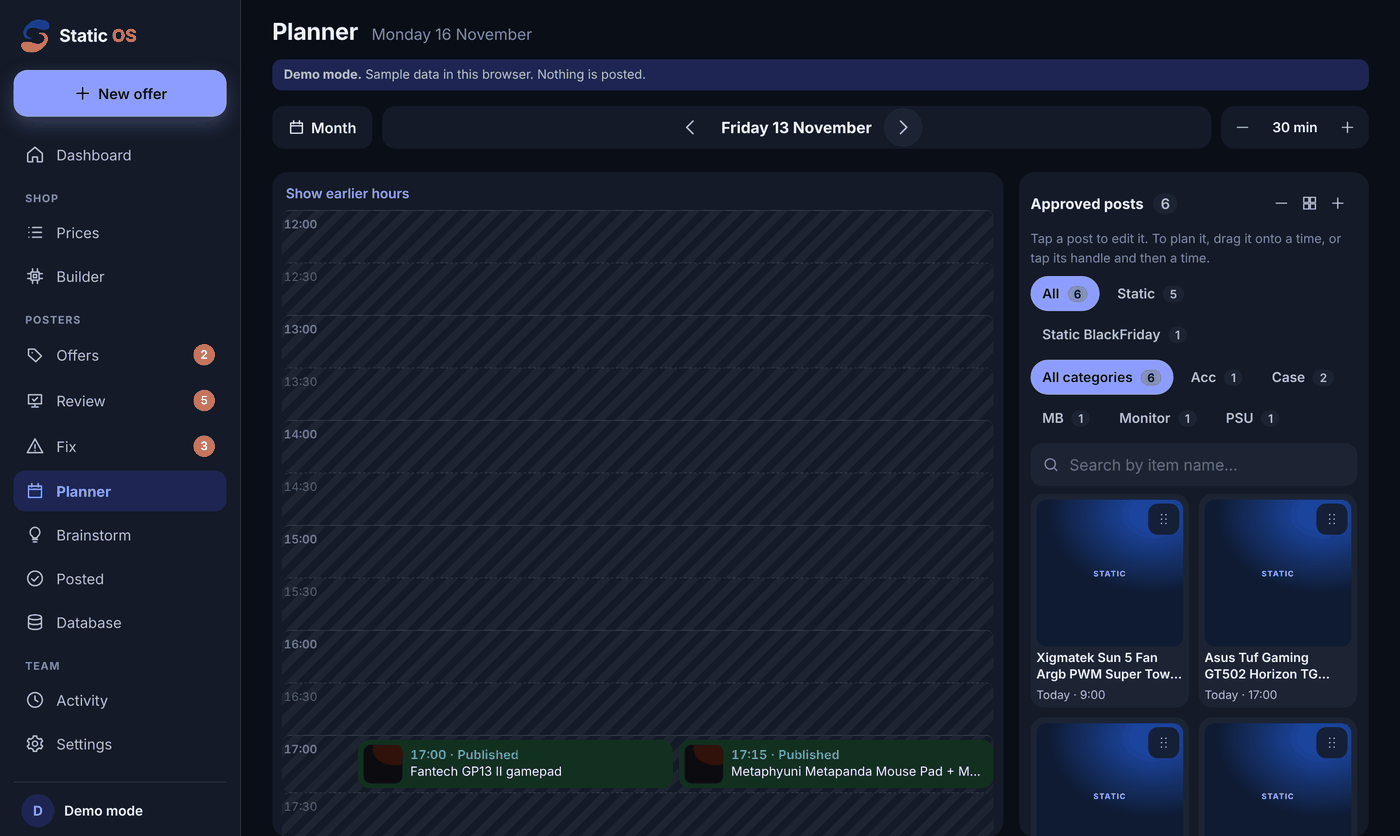 Static OS
New offer
Dashboard
SHOP
Prices
Builder
POSTERS
Offers 2
Review 5
Fix 3
Planner
Brainstorm
Posted
Database
TEAM
Activity
Settings
D Demo mode
Planner Monday 16 November
Demo mode. Sample data in this browser. Nothing is posted.
Month
Friday 13 November
30 min
Show earlier hours
12:00
12:30
13:00
13:30
14:00
14:30
15:00
15:30
16:00
16:30
17:00
17:00 · Published
Fantech GP13 II gamepad
17:15 · Published
Metaphyuni Metapanda Mouse Pad + M...
17:30
Approved posts 6
Tap a post to edit it. To plan it, drag it onto a time, or
tap its handle and then a time.
All 6 Static 5
Static BlackFriday 1
All categories 6 Acc 1 Case 2
MB 1 Monitor 1 PSU 1
Search by item name...
STATIC
Xigmatek Sun 5 Fan
Argb PWM Super Tow...
Today · 9:00
STATIC
Asus Tuf Gaming
GT502 Horizon TG...
Today · 17:00
STATIC
STATIC